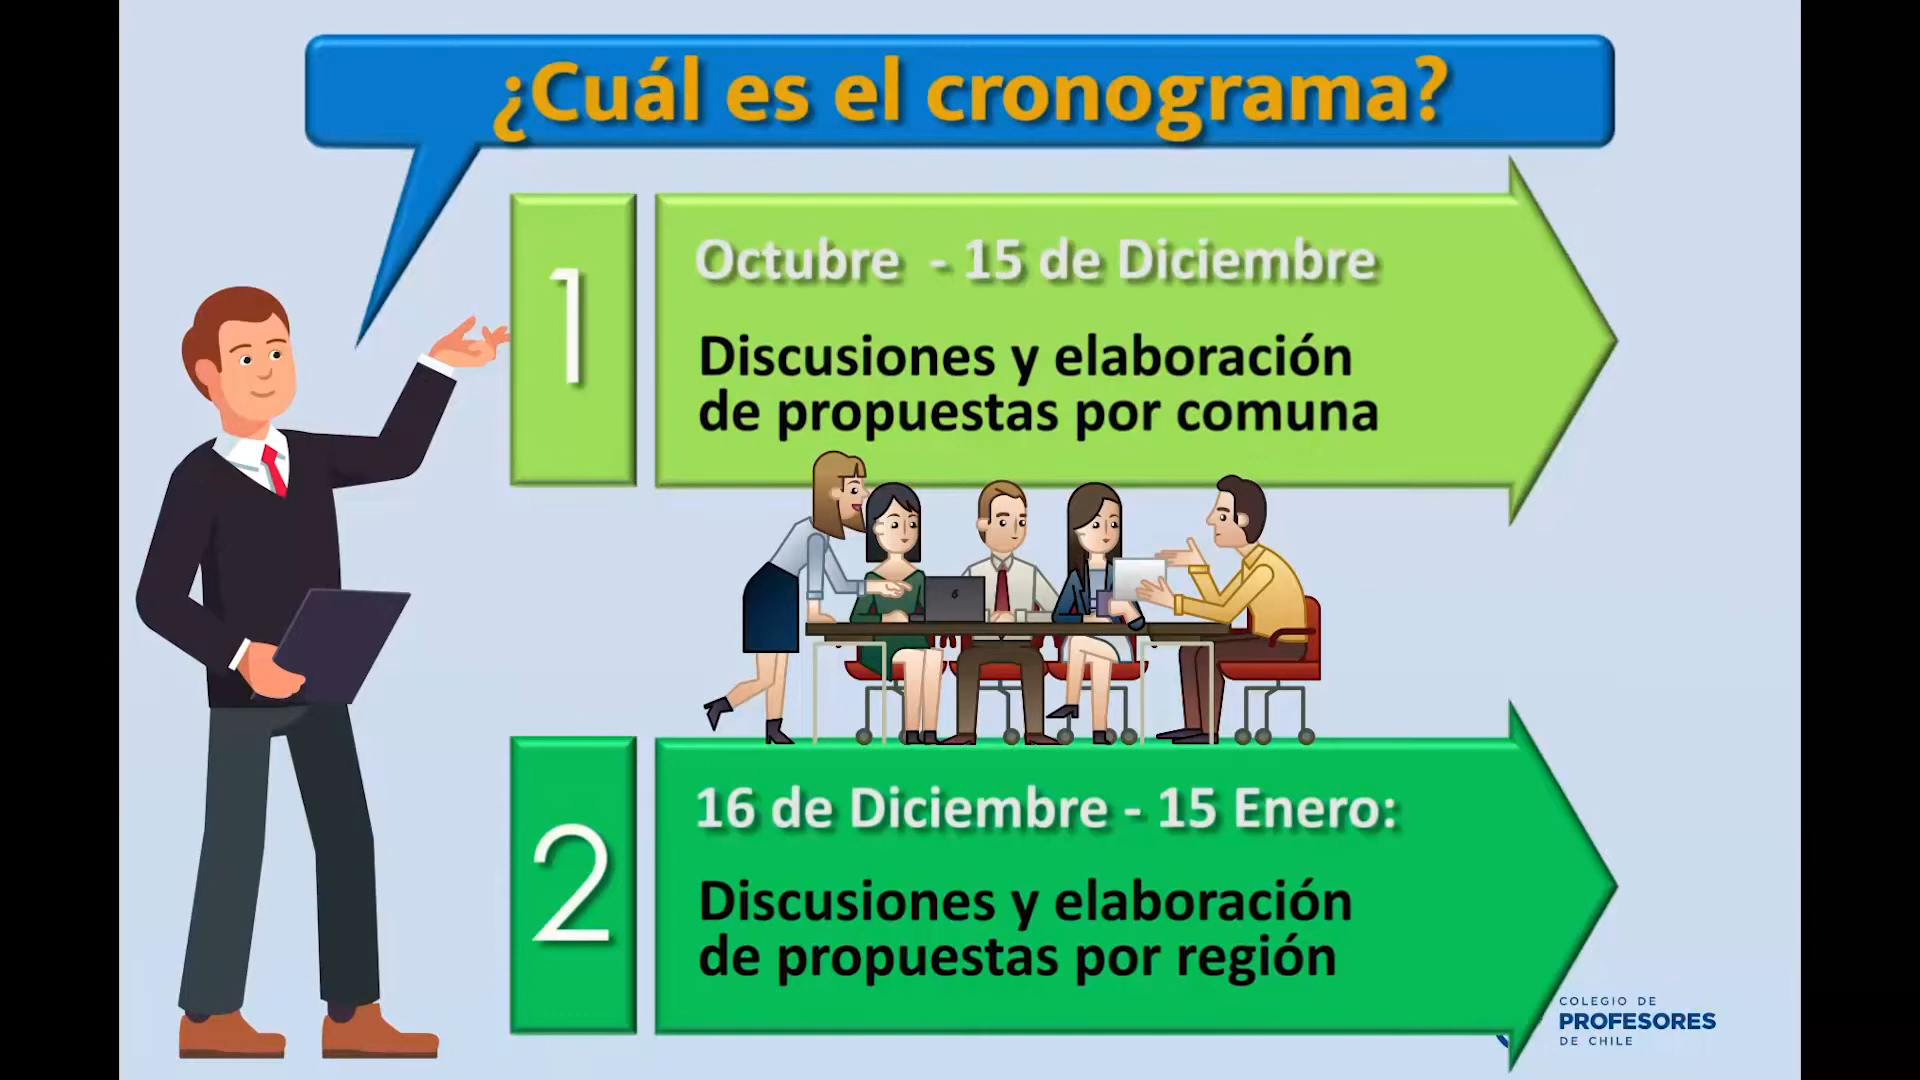 ¿Cuál es el cronograma?
1
Octubre - 15 de Diciembre
Discusiones y elaboración
de propuestas por comuna
2
16 de Diciembre - 15 Enero:
Discusiones y elaboración
de propuestas por región
COLEGIO DE
PROFESORES
DE CHILE